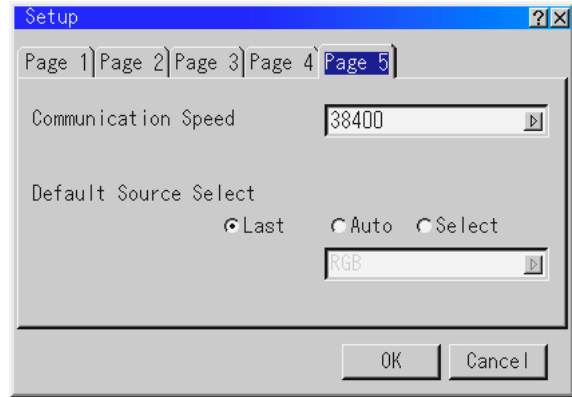 Setup ? X
Page 1 Page 2 Page 3 Page 4 Page 5
Communication Speed 38400
Default Source Select
Last Auto Select
RGB
OK Cancel